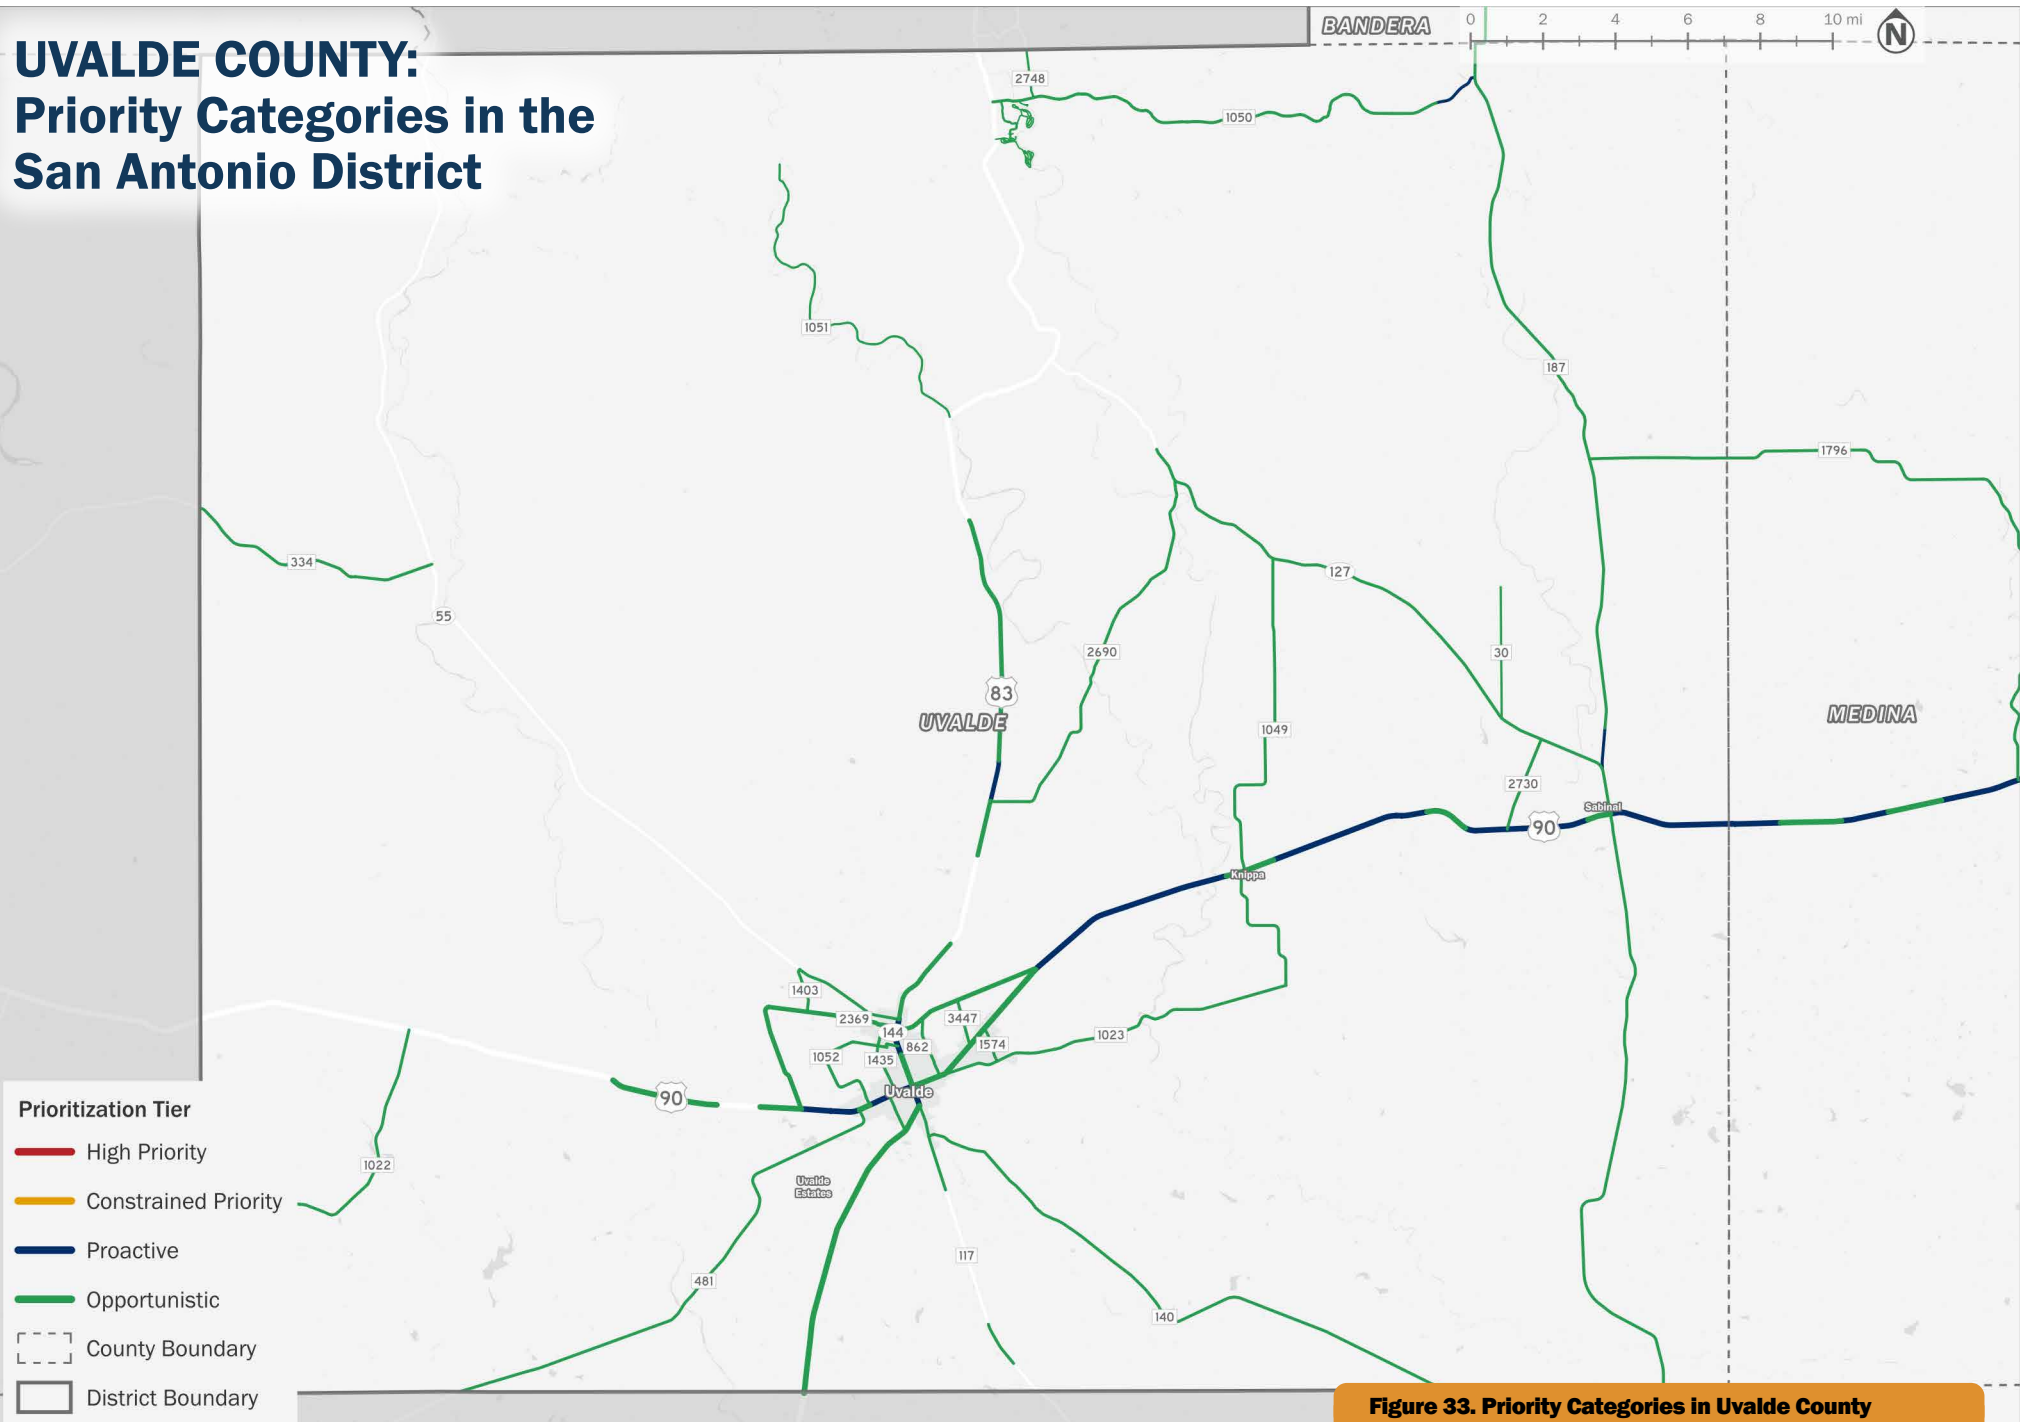 UVALDE COUNTY:
Priority Categories in the
San Antonio District
BANDERA
0 2 4 6 8 10 mi
N
2748
1050
1051
187
1796
334
127
55
30
2690
83
UVALDE
MEDINA
1049
2730
Sabinal
90
Knippa
1403
2369
3447
144
862
1574
1023
1052
1435
Uvalde
90
1022
Uvalde
Estates
117
481
140
Prioritization Tier
High Priority
Constrained Priority
Proactive
Opportunistic
County Boundary
District Boundary
Figure 33. Priority Categories in Uvalde County